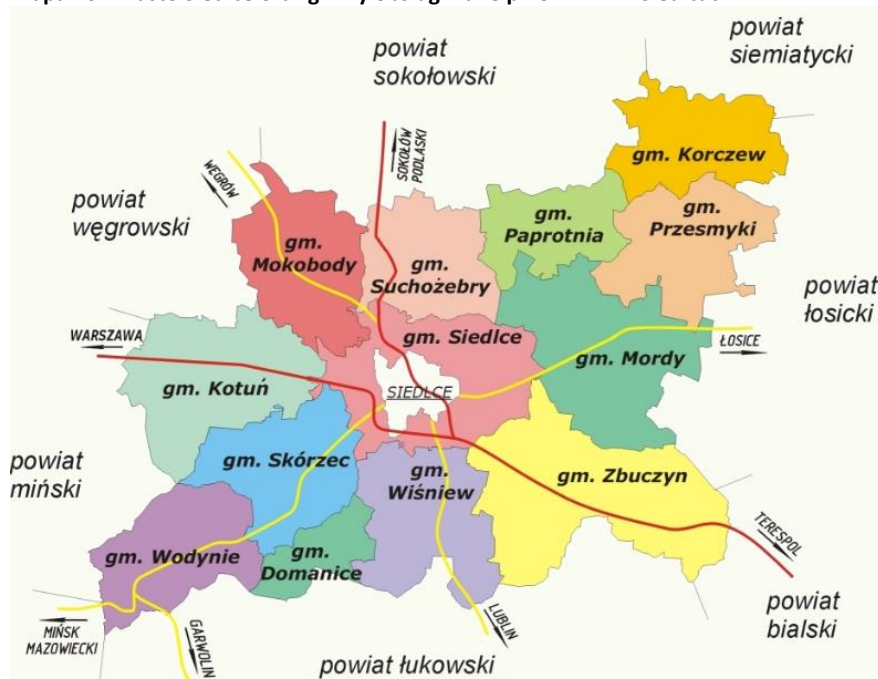 powiat
sokołowski
powiat
siemiatycki
gm. Korczew
WĘGRÓW
SOKOŁÓW
PODLASKI
powiat
węgrowski
gm.
Mokobody
gm.
Suchożebry
gm.
Paprotnia
gm.
Przesmyki
powiat
łosicki
WARSZAWA
gm. Siedlce
ŁOSICE
gm. Kotuń
SIEDLCE
gm. Mordy
powiat
miński
gm. Skórzec
gm.
Wiśniew
gm. Zbuczyn
gm. Wodynie
gm.
Domanice
TERESPOL
MIŃSK
MAZOWIECKI
GARWOLIN
LUBLIN
powiat
bialski
powiat łukowski